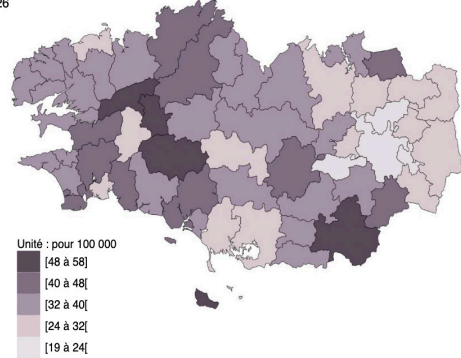 26
Unité : pour 100 000
[48 à 58]
[40 à 48[
[32 à 40[
[24 à 32[
[19 à 24[